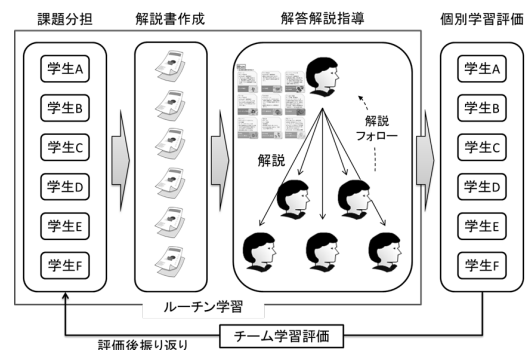 課題分担
解説書作成
解答解説指導
個別学習評価
学生A
学生B
学生C
学生D
学生E
学生F
解説
解説
フォロー
学生A
学生B
学生C
学生D
学生E
学生F
ルーチン学習
チーム学習評価
評価後振り返り